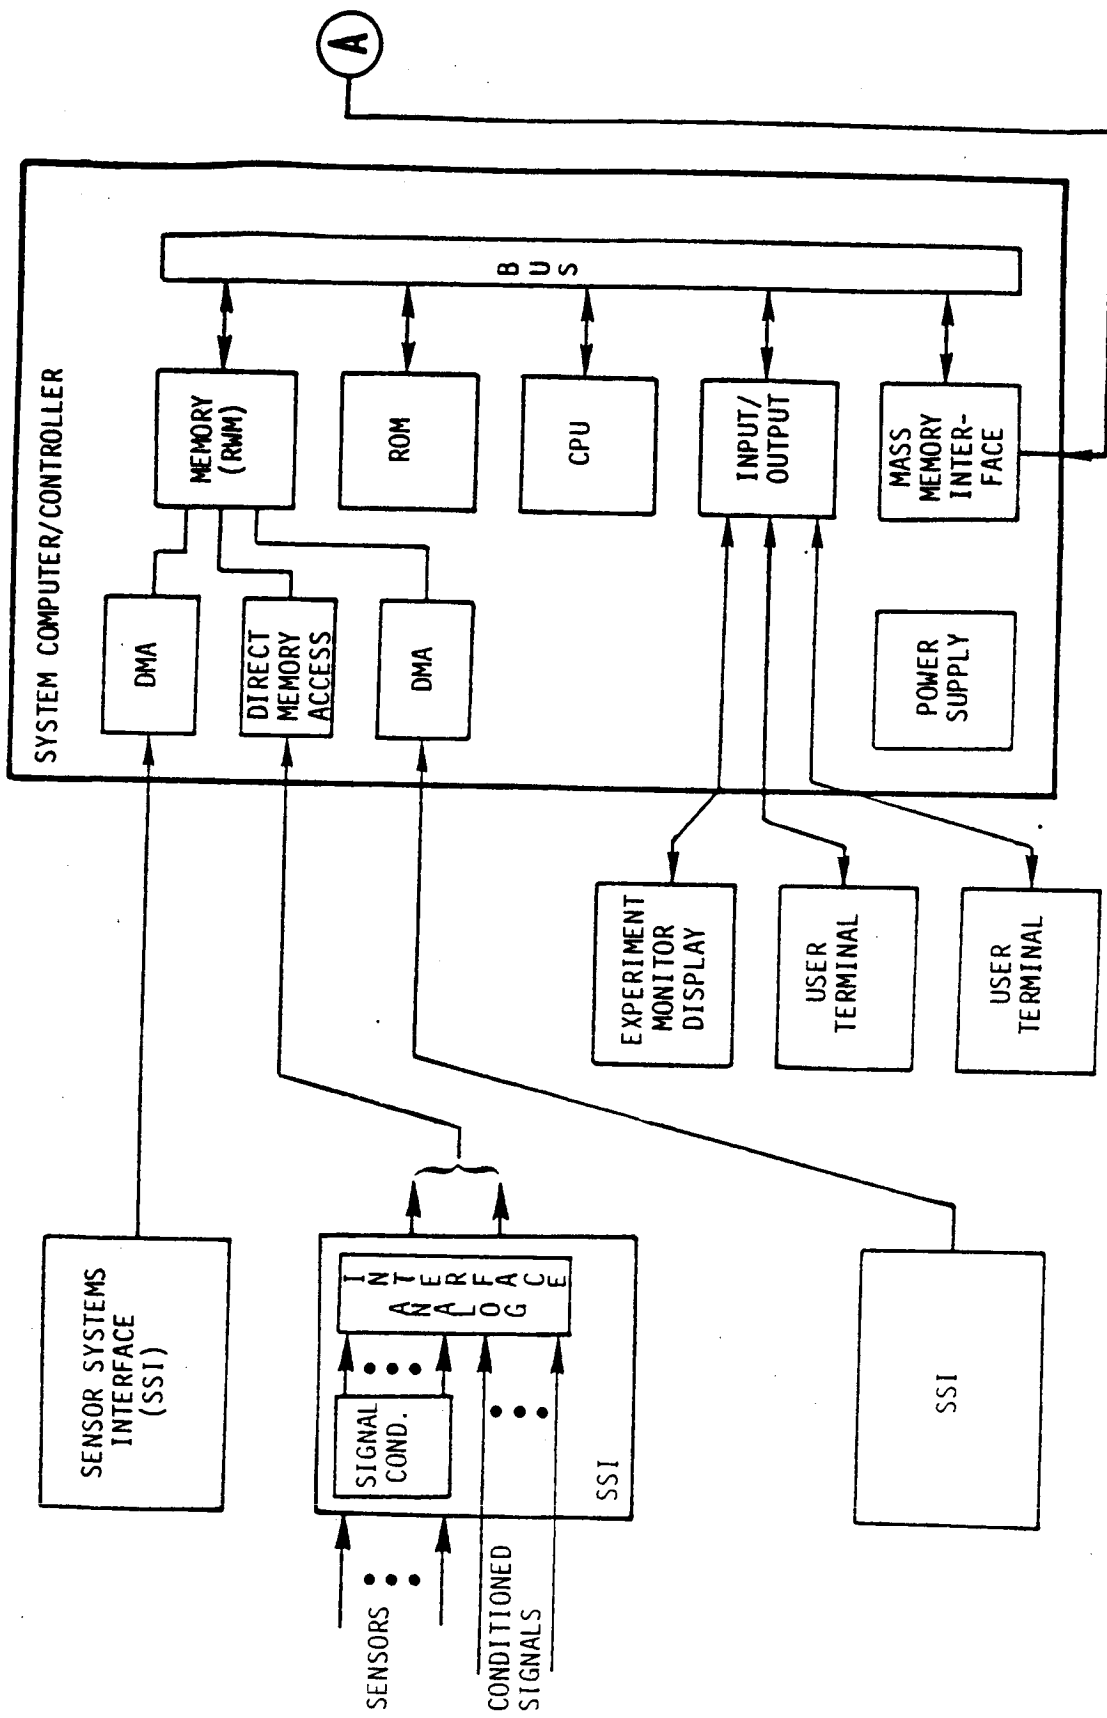 SENSOR SYSTEMS
INTERFACE
(SSI)
SENSORS
CONDITIONED
SIGNALS
SIGNAL
COND.
ANALOG
INTERFACE
SSI
SSI
SYSTEM COMPUTER/CONTROLLER
DMA
DIRECT
MEMORY
ACCESS
DMA
MEMORY
(RWM)
ROM
CPU
INPUT/
OUTPUT
MASS
MEMORY
INTER-
FACE
POWER
SUPPLY
BUS
EXPERIMENT
MONITOR
DISPLAY
USER
TERMINAL
USER
TERMINAL
A